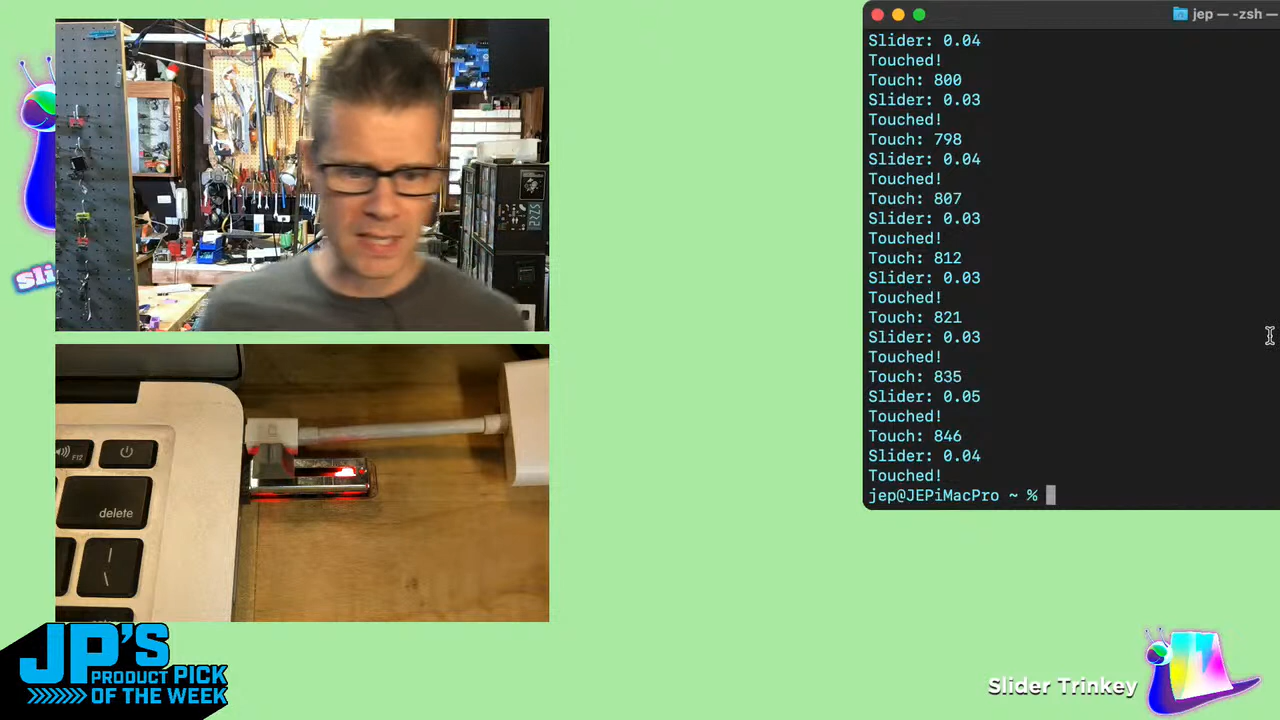 jep — -zsh —
Slider: 0.04
Touched!
Touch: 800
Slider: 0.03
Touched!
Touch: 798
Slider: 0.04
Touched!
Touch: 807
Slider: 0.03
Touched!
Touch: 812
Slider: 0.03
Touched!
Touch: 821
Slider: 0.03
Touched!
Touch: 835
Slider: 0.05
Touched!
Touch: 846
Slider: 0.04
Touched!
jep@JEPiMacPro ~ %
Sli
F12
delete
JP'S
PRODUCT PICK
OF THE WEEK
Slider Trinkey